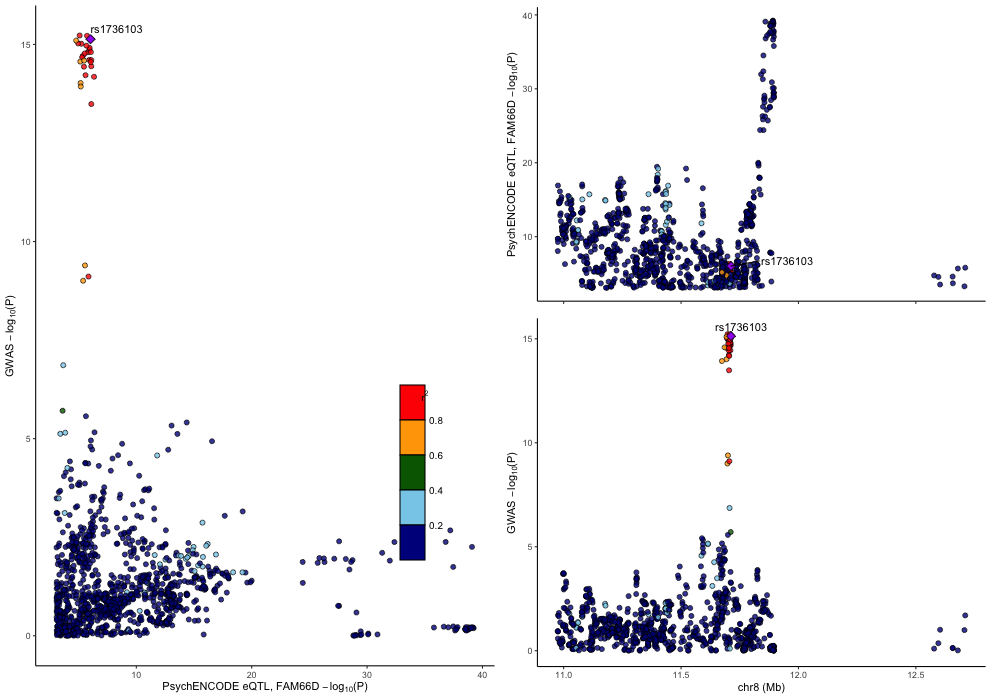 rs1736103
15
10
5
0
GWAS −log10(P)
10
20
30
40
PsychENCODE eQTL, FAM66D −log10(P)
r2
0.8
0.6
0.4
0.2
40
30
20
10
PsychENCODE eQTL, FAM66D −log10(P)
rs1736103
rs1736103
15
10
5
0
GWAS −log10(P)
11.0
11.5
12.0
12.5
chr8 (Mb)